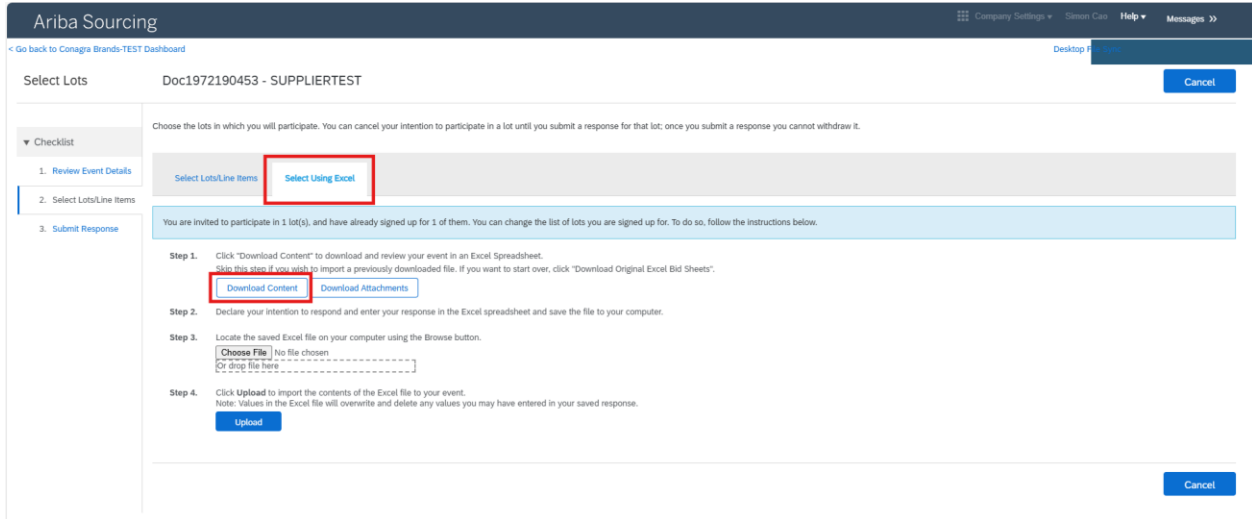 Ariba Sourcing
Company Settings ▾ Simon Cao Help ▾ Messages »
< Go back to Conagra Brands-TEST Dashboard
Desktop
Select Lots
Doc1972190453 - SUPPLIERTEST
Cancel
Choose the lots in which you will participate. You can cancel your intention to participate in a lot until you submit a response for that lot; once you submit a response you cannot withdraw it.
▼ Checklist
1. Review Event Details
2. Select Lots/Line Items
3. Submit Response
Select Lots/Line Items
Select Using Excel
You are invited to participate in 1 lot(s), and have already signed up for 1 of them. You can change the list of lots you are signed up for. To do so, follow the instructions below.
Step 1. Click "Download Content" to download and review your event in an Excel Spreadsheet.
Skip this step if you wish to import a previously downloaded file. If you want to start over, click "Download Original Excel Bid Sheets".
Download Content
Download Attachments
Step 2. Declare your intention to respond and enter your response in the Excel spreadsheet and save the file to your computer.
Step 3. Locate the saved Excel file on your computer using the Browse button.
Choose File No file chosen
Or drop file here
Step 4. Click Upload to import the contents of the Excel file to your event.
Note: Values in the Excel file will overwrite and delete any values you may have entered in your saved response.
Upload
Cancel